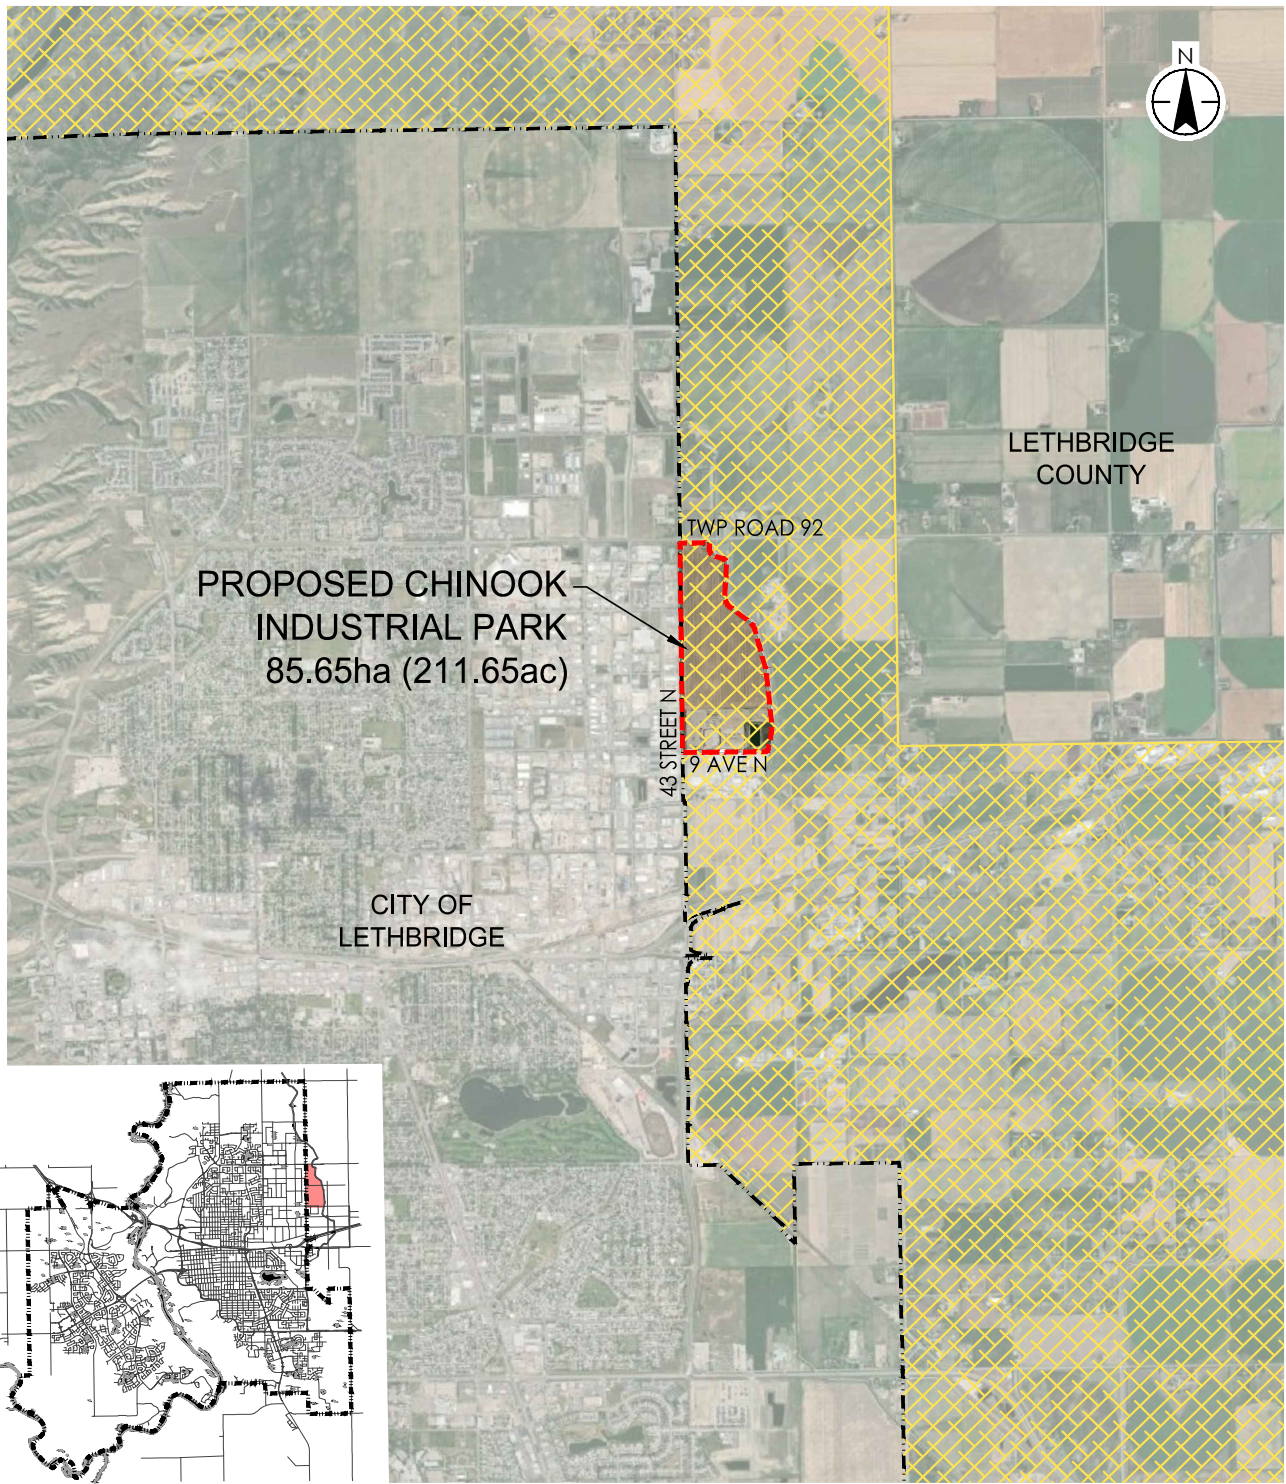 N
LETHBRIDGE
COUNTY
TWP ROAD 92
PROPOSED CHINOOK
INDUSTRIAL PARK
85.65ha (211.65ac)
43 STREET N
9 AVE N
CITY OF
LETHBRIDGE